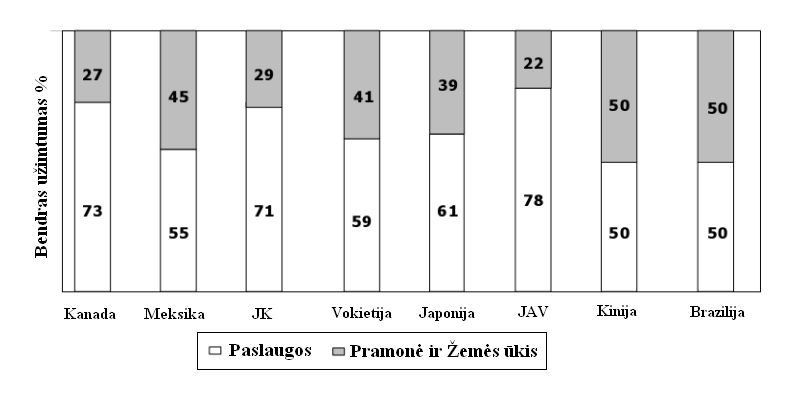 Bendras užimtumas %
27 45 29 41 39 22 50 50
73 55 71 59 61 78 50 50
Kanada Meksika JK Vokietija Japonija JAV Kinija Brazilija
Paslaugos Pramonė ir Žemės ūkis